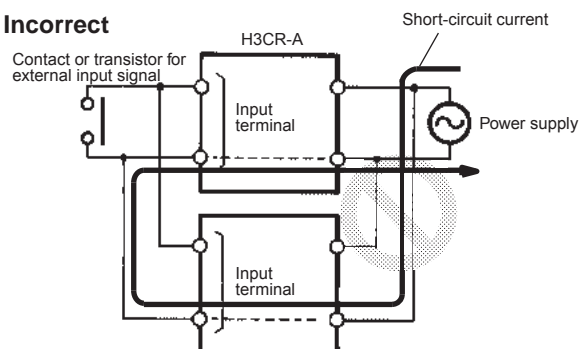 Incorrect
Short-circuit current
H3CR-A
Contact or transistor for
external input signal
Input
terminal
Power supply
Input
terminal